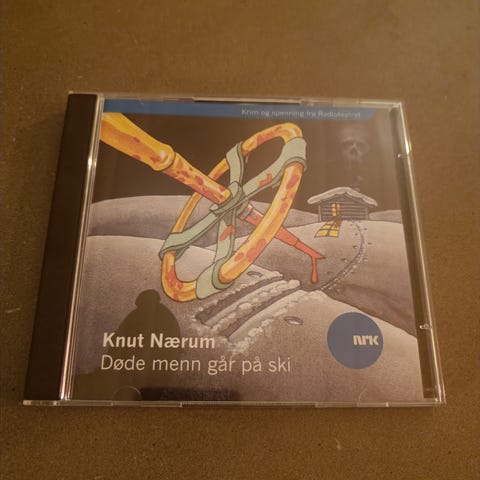 Krim og spenning fra Radioteatret
Knut Nærum
Døde menn går på ski
NRK